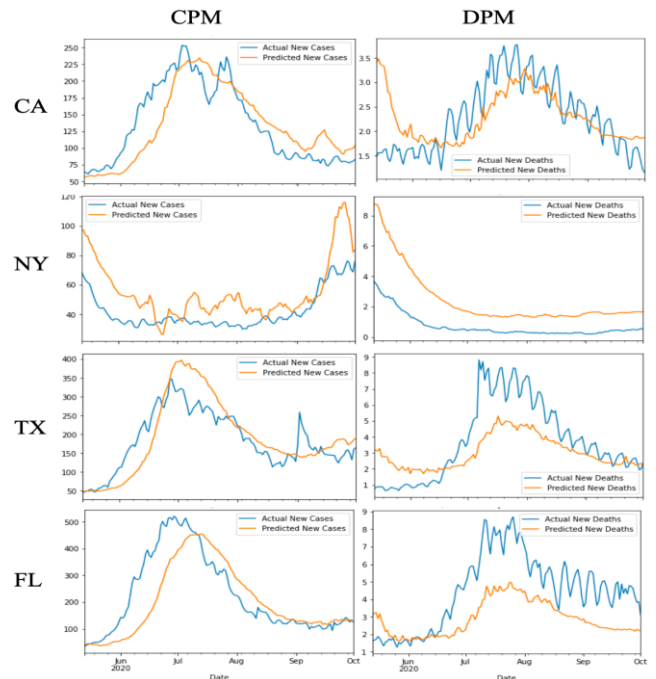 CPM DPM
CA
250
225
200
175
150
125
100
75
50
Actual New Cases
Predicted New Cases
3.5
3.0
2.5
2.0
1.5
Actual New Deaths
Predicted New Deaths
NY
120
100
80
60
40
Actual New Cases
Predicted New Cases
8
6
4
2
0
Actual New Deaths
Predicted New Deaths
TX
400
350
300
250
200
150
100
50
Actual New Cases
Predicted New Cases
9
8
7
6
5
4
3
2
1
Actual New Deaths
Predicted New Deaths
FL
500
400
300
200
100
Actual New Cases
Predicted New Cases
Jun Jul Aug Sep Oct
2020
Date
9
8
7
6
5
4
3
2
1
Actual New Deaths
Predicted New Deaths
Jun Jul Aug Sep Oct
2020
Date